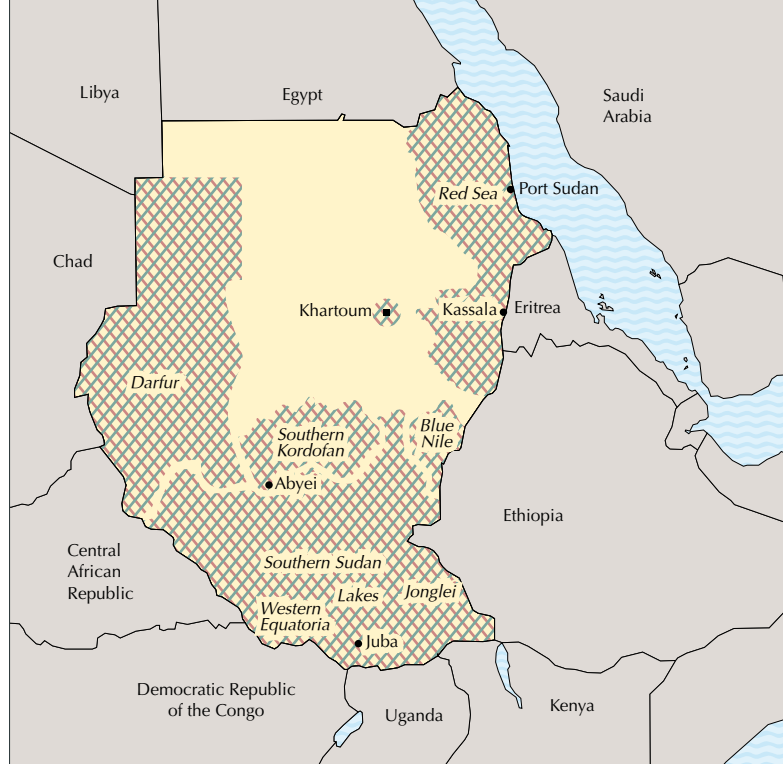 Libya
Egypt
Saudi
Arabia
Red Sea
Port Sudan
Chad
Khartoum
Kassala
Eritrea
Darfur
Blue
Nile
Southern
Kordofan
Abyei
Ethiopia
Central
African
Republic
Southern Sudan
Lakes
Jonglei
Western
Equatoria
Juba
Democratic Republic
of the Congo
Uganda
Kenya